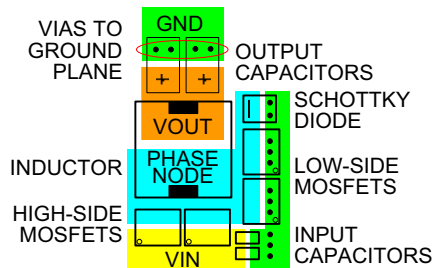 VIAS TO
GROUND
PLANE
GND
OUTPUT
CAPACITORS
VOUT
SCHOTTKY
DIODE
INDUCTOR
PHASE
NODE
LOW-SIDE
MOSFETS
HIGH-SIDE
MOSFETS
VIN
INPUT
CAPACITORS